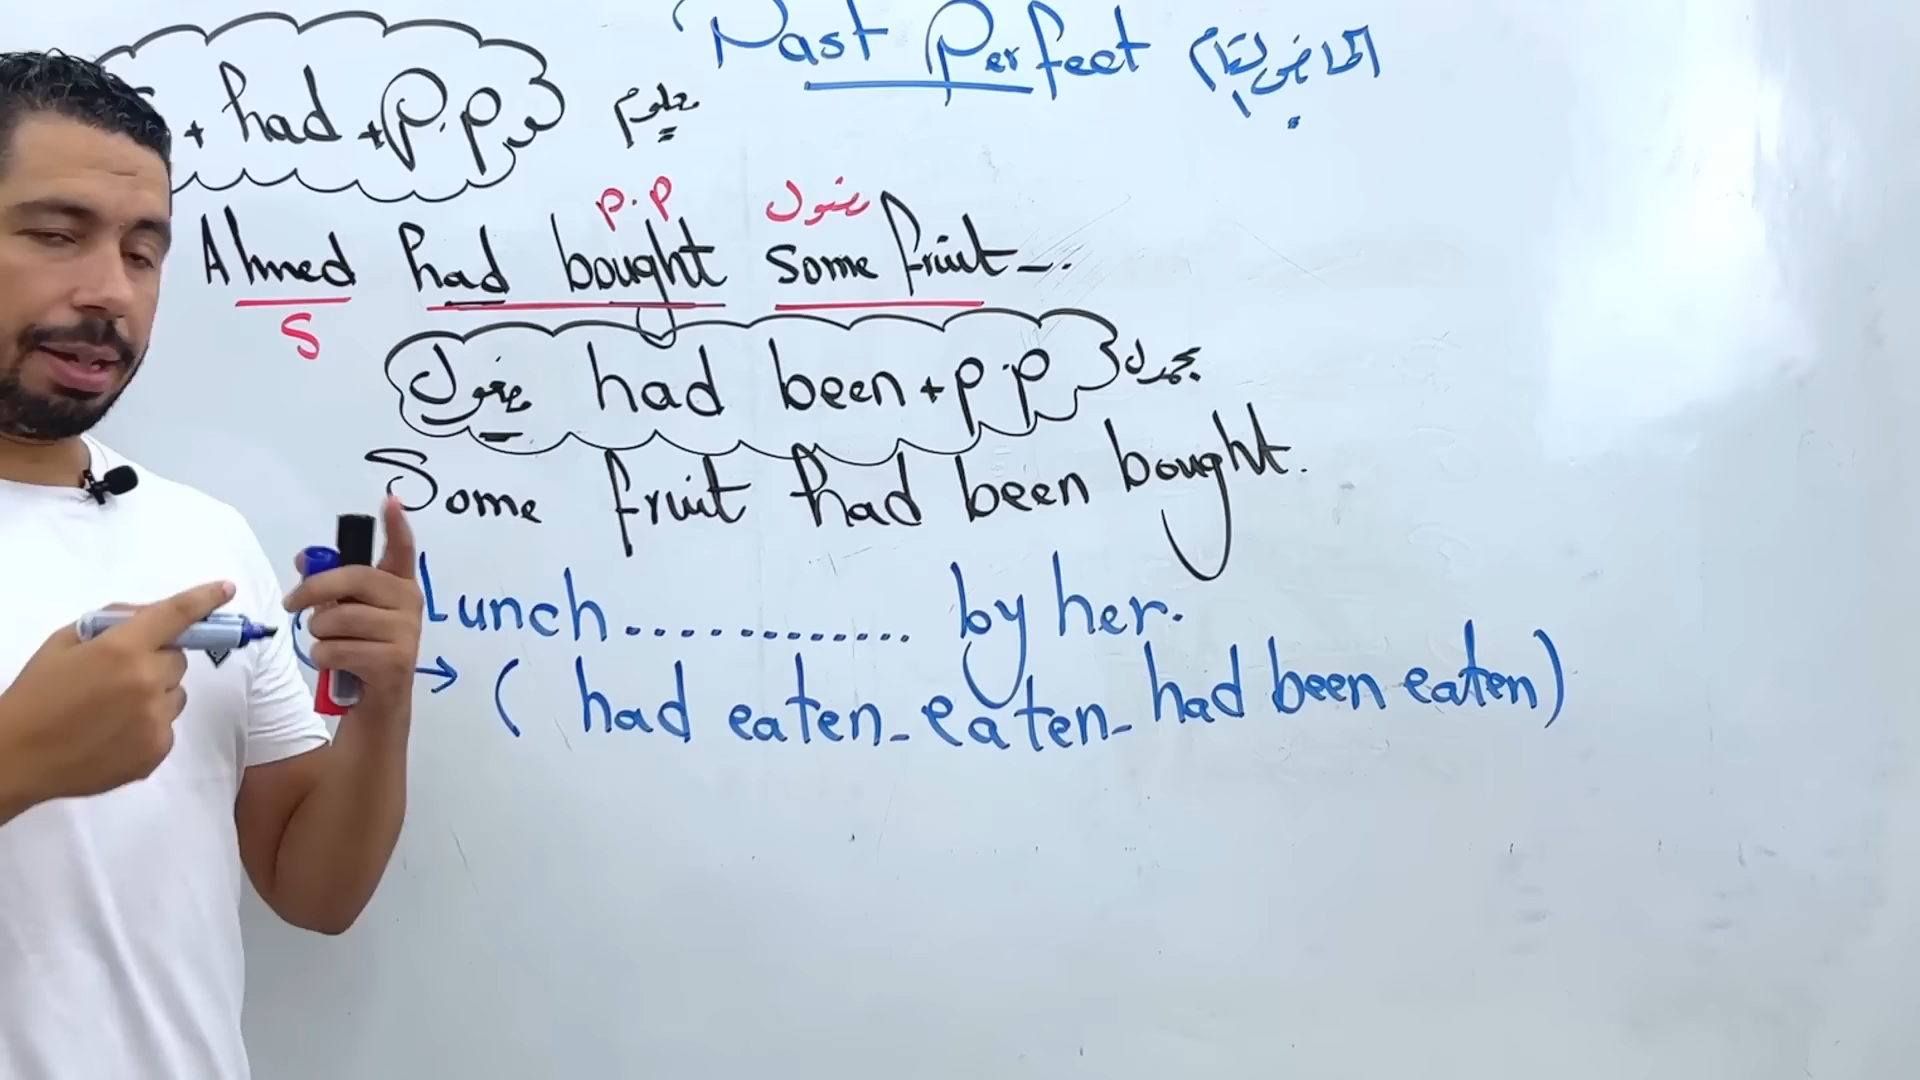 Past Perfect الماضي التام
+ had + p.p معلوم
p.p مفعول
Ahmed had bought some fruit
S
مفعول had been + p.p مجهول
Some fruit had been bought.
Lunch ............. by her.
→ ( had eaten - eaten - had been eaten )